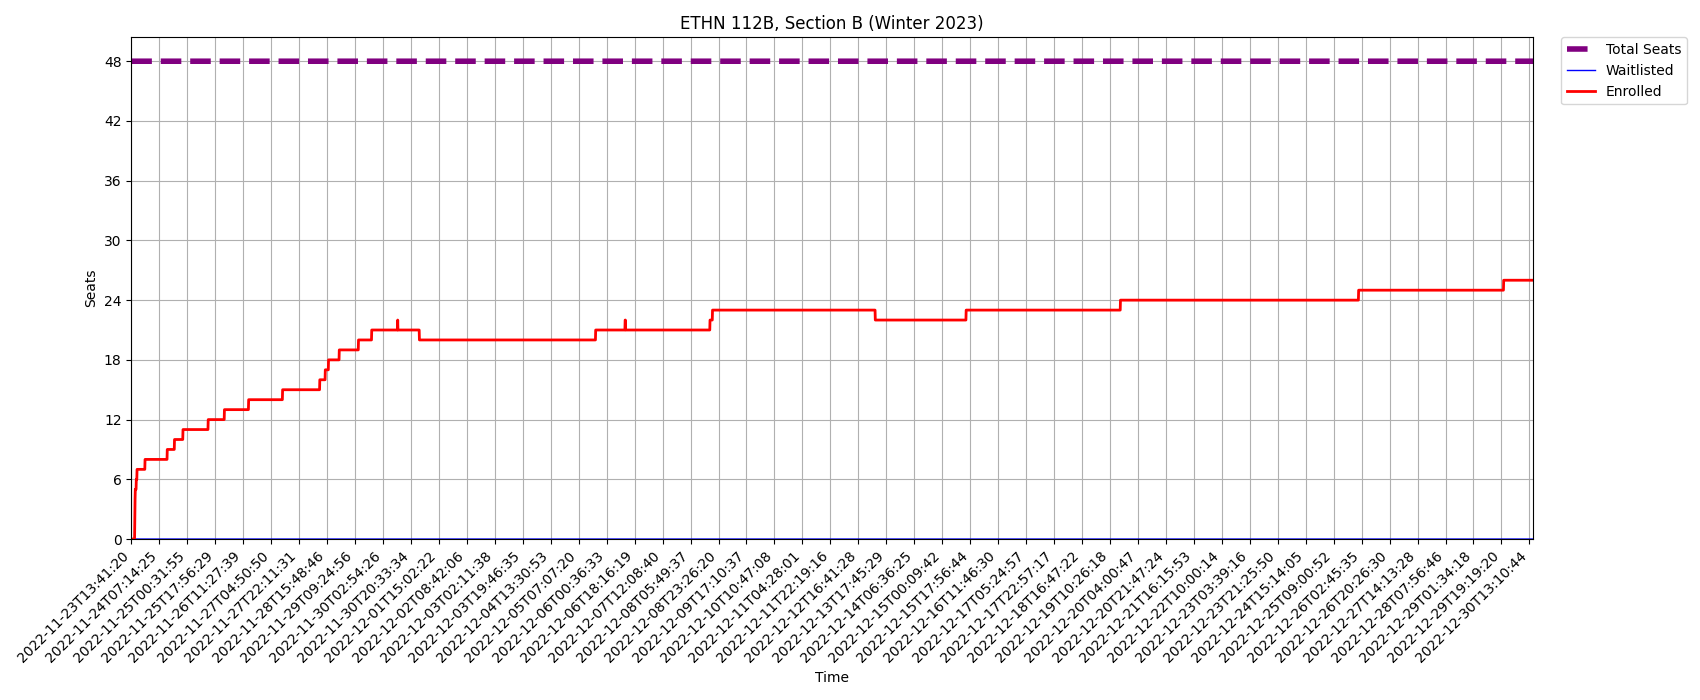 ETHN 112B, Section B (Winter 2023)
Total Seats
Waitlisted
Enrolled
48
42
36
30
24
18
12
6
0
Seats
2022-11-23T13:41:20
2022-11-24T07:14:25
2022-11-25T00:31:55
2022-11-25T17:56:29
2022-11-26T11:27:39
2022-11-27T04:50:50
2022-11-27T22:11:31
2022-11-28T15:48:46
2022-11-29T09:24:56
2022-11-30T02:54:26
2022-11-30T20:33:34
2022-12-01T15:02:22
2022-12-02T08:42:06
2022-12-03T02:11:38
2022-12-03T19:46:35
2022-12-04T13:30:53
2022-12-05T07:07:20
2022-12-06T00:36:33
2022-12-06T18:16:19
2022-12-07T12:08:40
2022-12-08T05:49:37
2022-12-08T23:26:20
2022-12-09T17:10:37
2022-12-10T10:47:08
2022-12-11T04:28:01
2022-12-11T22:19:16
2022-12-12T16:41:28
2022-12-13T17:45:29
2022-12-14T06:36:25
2022-12-15T00:09:42
2022-12-15T17:56:44
2022-12-16T11:46:30
2022-12-17T05:24:57
2022-12-17T22:57:17
2022-12-18T16:47:22
2022-12-19T10:26:18
2022-12-20T04:00:47
2022-12-20T21:47:24
2022-12-21T16:15:53
2022-12-22T10:00:14
2022-12-23T03:39:16
2022-12-23T21:25:50
2022-12-24T15:14:05
2022-12-25T09:00:52
2022-12-26T02:45:35
2022-12-26T20:26:30
2022-12-27T14:13:28
2022-12-28T07:56:46
2022-12-29T01:34:18
2022-12-29T19:19:20
2022-12-30T13:10:44
Time